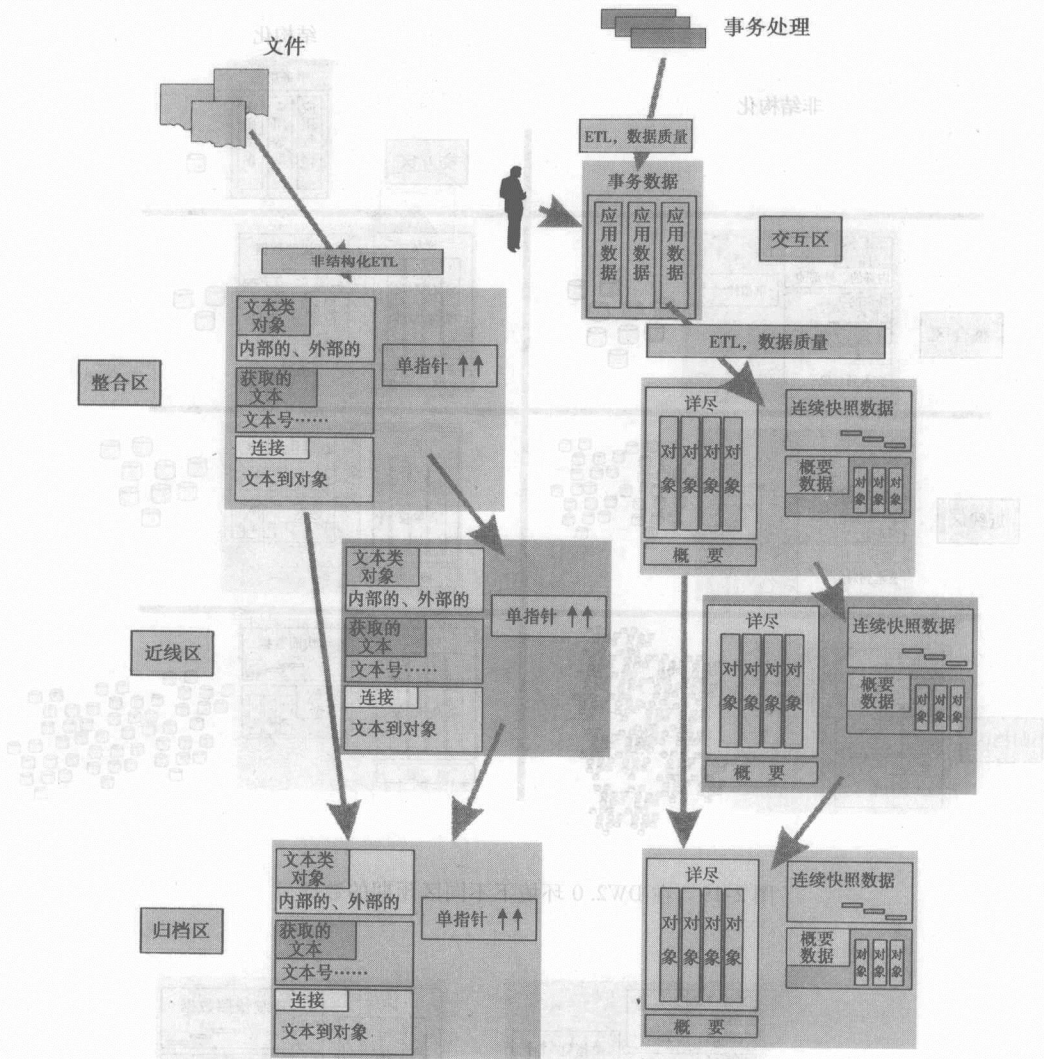 文件
事务处理
ETL，数据质量
事务数据
应用数据
应用数据
应用数据
交互区
非结构化ETL
ETL，数据质量
整合区
文本类
对象
内部的、外部的
获取的
文本
文本号……
连接
文本到对象
单指针
详尽
对象
对象
对象
对象
概 要
连续快照数据
概要
数据
对象
对象
对象
近线区
文本类
对象
内部的、外部的
获取的
文本
文本号……
连接
文本到对象
单指针
详尽
对象
对象
对象
对象
概 要
连续快照数据
概要
数据
对象
对象
对象
归档区
文本类
对象
内部的、外部的
获取的
文本
文本号……
连接
文本到对象
单指针
详尽
对象
对象
对象
对象
概 要
连续快照数据
概要
数据
对象
对象
对象